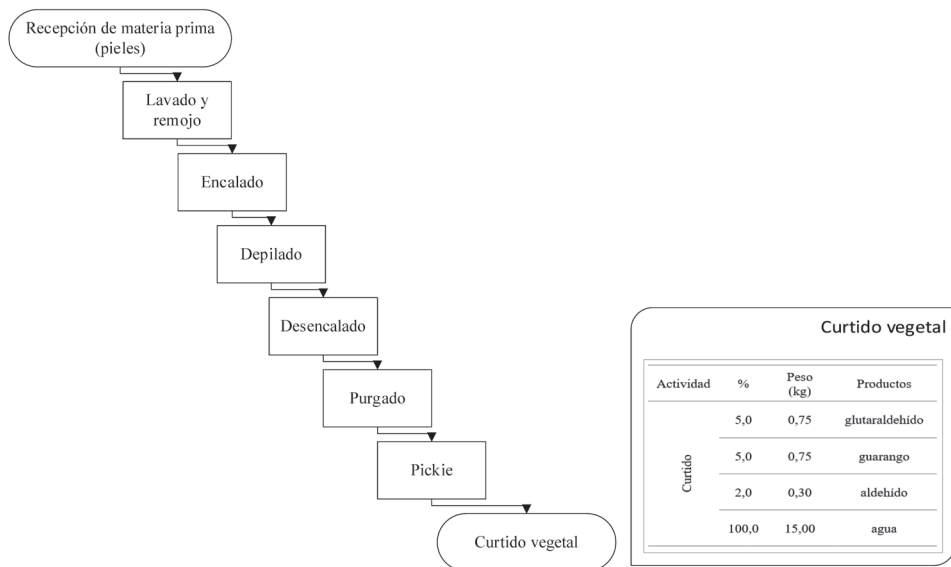 Recepción de materia prima
(pieles)
Lavado y
remojo
Encalado
Depilado
Desencalado
Purgado
Pickie
Curtido vegetal
Curtido vegetal
Actividad % Peso (kg) Productos
Curtido
5,0 0,75 glutaraldehído
5,0 0,75 guarango
2,0 0,30 aldehído
100,0 15,00 agua